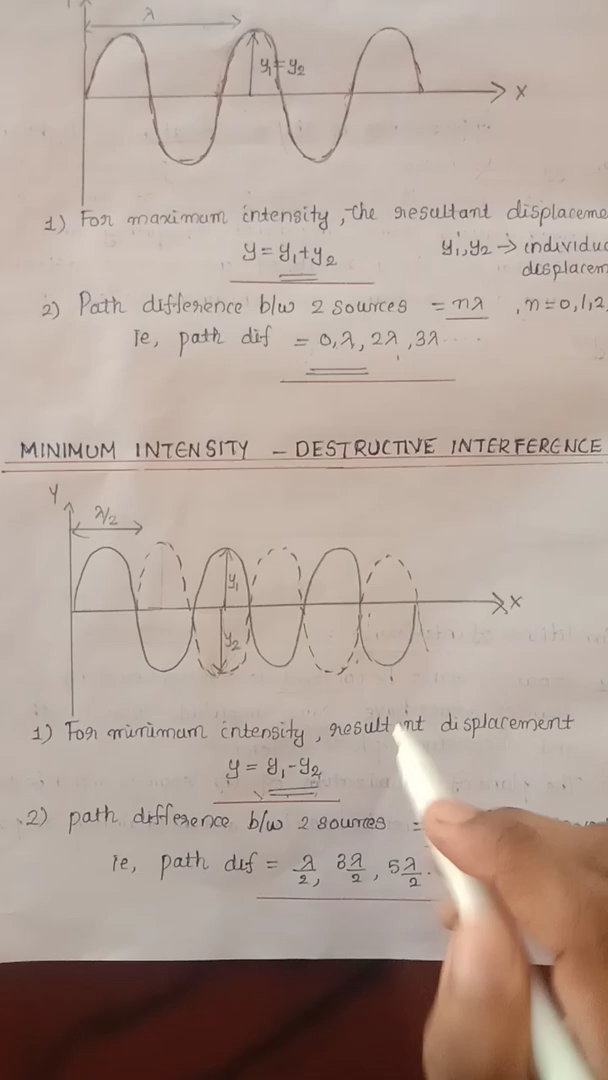 λ
y₁=y₂
X
1) For maximum intensity, the resultant displaceme
y = y₁+y₂
y₁,y₂ → individu
displacem
2) Path difference b/w 2 sources = nλ , n=0,1,2,
Ie, path dif = 0, λ, 2λ, 3λ ....
MINIMUM INTENSITY - DESTRUCTIVE INTERFERENCE
Y
λ/2
y₁
X
y₂
1) For minimum intensity, resultant displacement
y = y₁-y₂
2) path difference b/w 2 sources =
ie, path dif = λ/2, 3λ/2, 5λ/2.